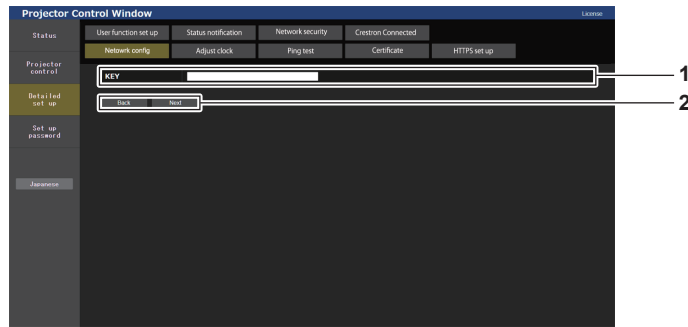 Projector Control Window
License
Status
User function set up
Status notification
Network security
Crestron Connected
Netowrk config
Adjust clock
Ping test
Certificate
HTTPS set up
Projector
control
KEY
1
Detailed
set up
Back
Next
2
Set up
password
Japanese